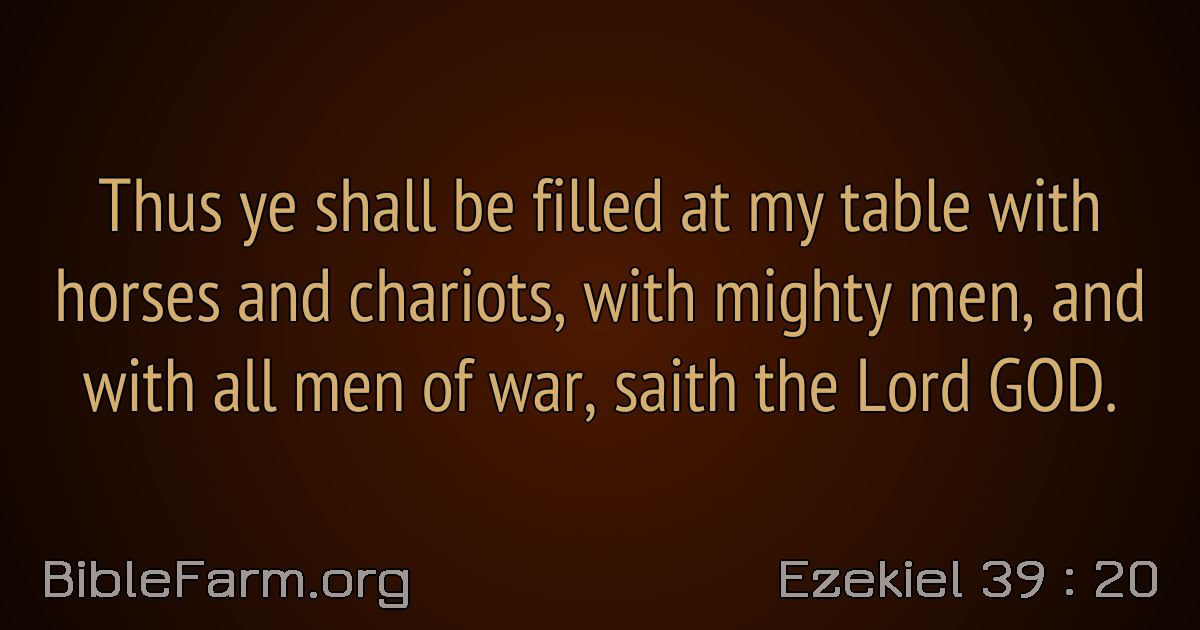 Thus ye shall be filled at my table with
horses and chariots, with mighty men, and
with all men of war, saith the Lord GOD.
BibleFarm.org
Ezekiel 39 : 20